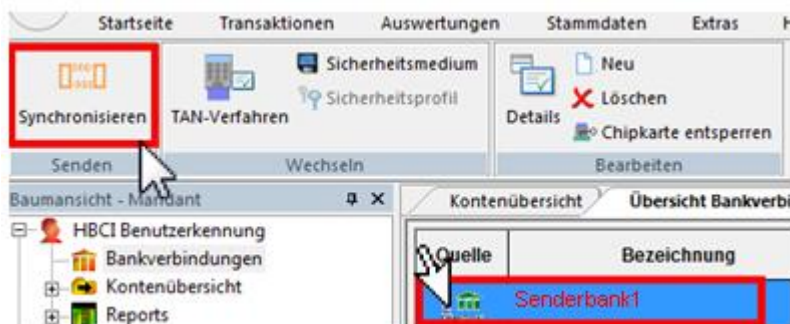 Startseite Transaktionen Auswertungen Stammdaten Extras
Synchronisieren
TAN-Verfahren
Sicherheitsmedium
Sicherheitsprofil
Details
Neu
Löschen
Chipkarte entsperren
Senden Wechseln Bearbeiten
Baumansicht - Mandant
HBCI Benutzerkennung
Bankverbindungen
Kontenübersicht
Reports
Kontenübersicht Übersicht Bankverbi
Quelle Bezeichnung
Senderbank1